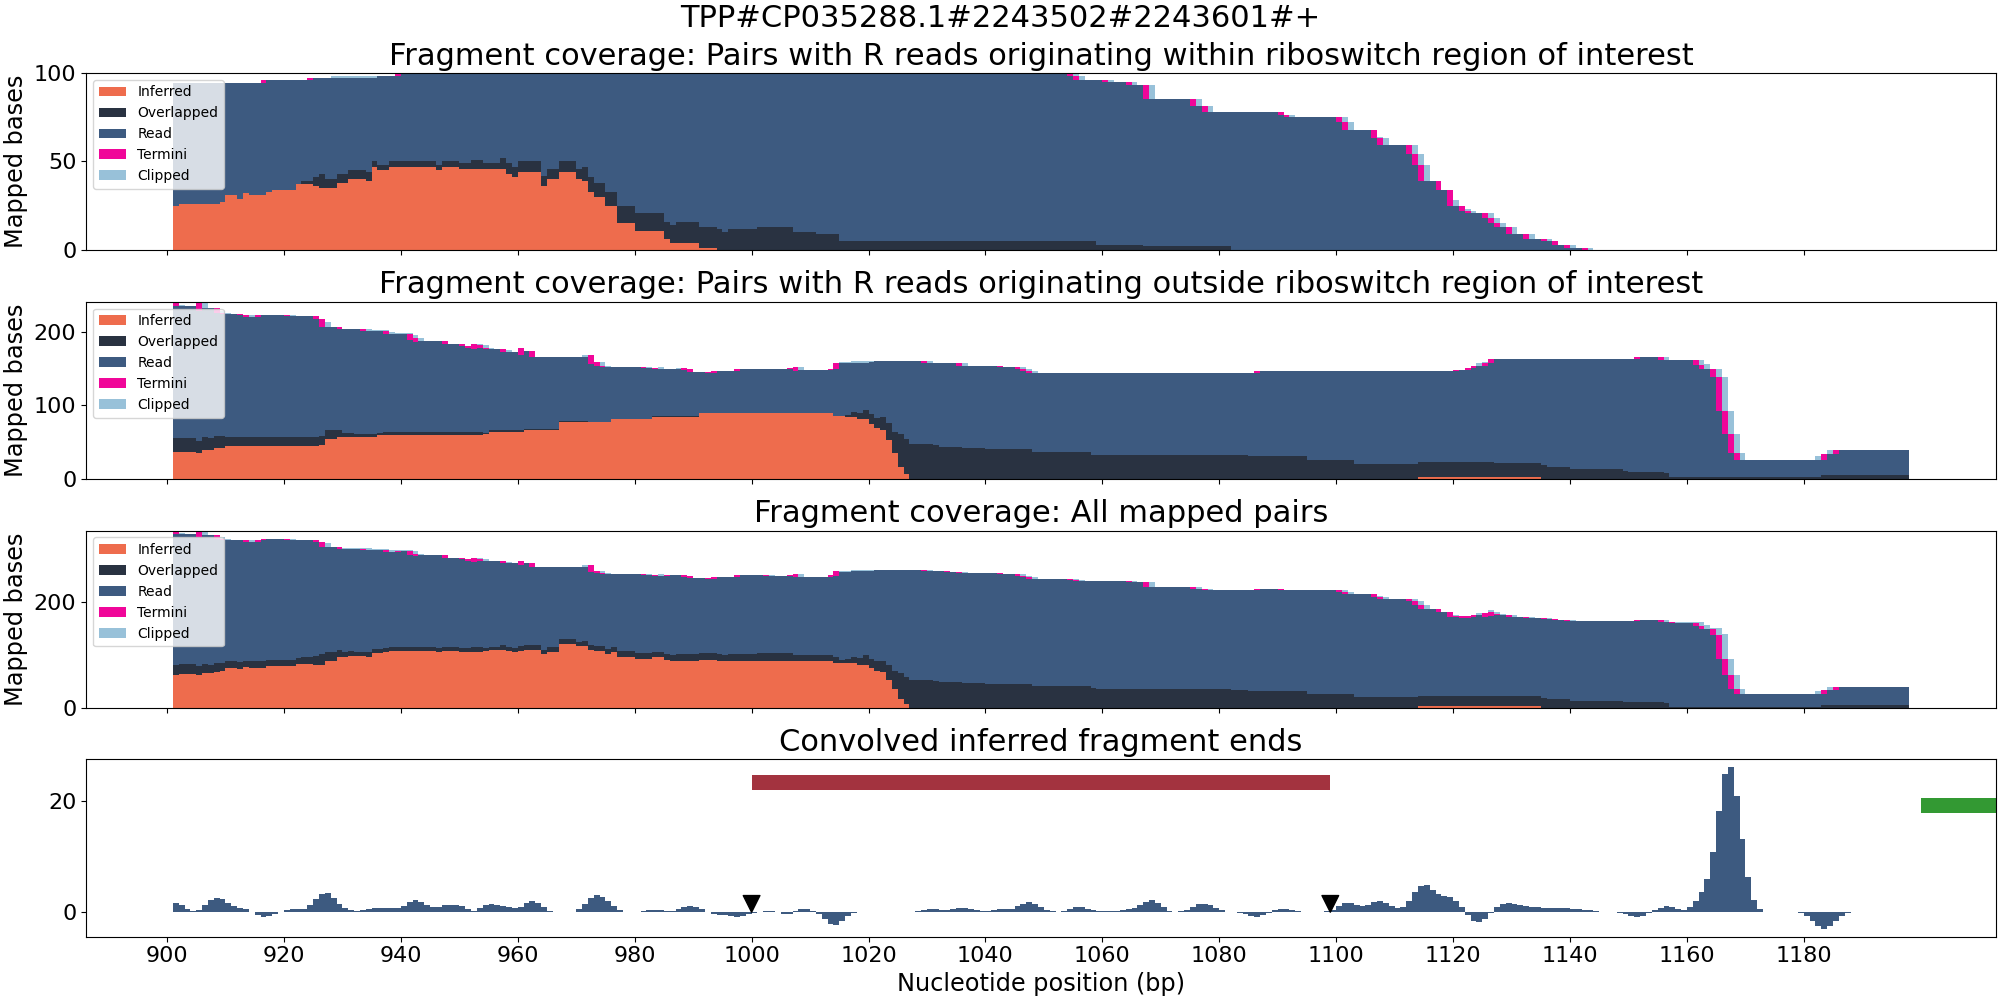 TPP#CP035288.1#2243502#2243601#+
Fragment coverage: Pairs with R reads originating within riboswitch region of interest
Mapped bases
100
50
0
Inferred
Overlapped
Read
Termini
Clipped
Fragment coverage: Pairs with R reads originating outside riboswitch region of interest
Mapped bases
200
100
0
Inferred
Overlapped
Read
Termini
Clipped
Fragment coverage: All mapped pairs
Mapped bases
200
0
Inferred
Overlapped
Read
Termini
Clipped
Convolved inferred fragment ends
20
0
900 920 940 960 980 1000 1020 1040 1060 1080 1100 1120 1140 1160 1180
Nucleotide position (bp)